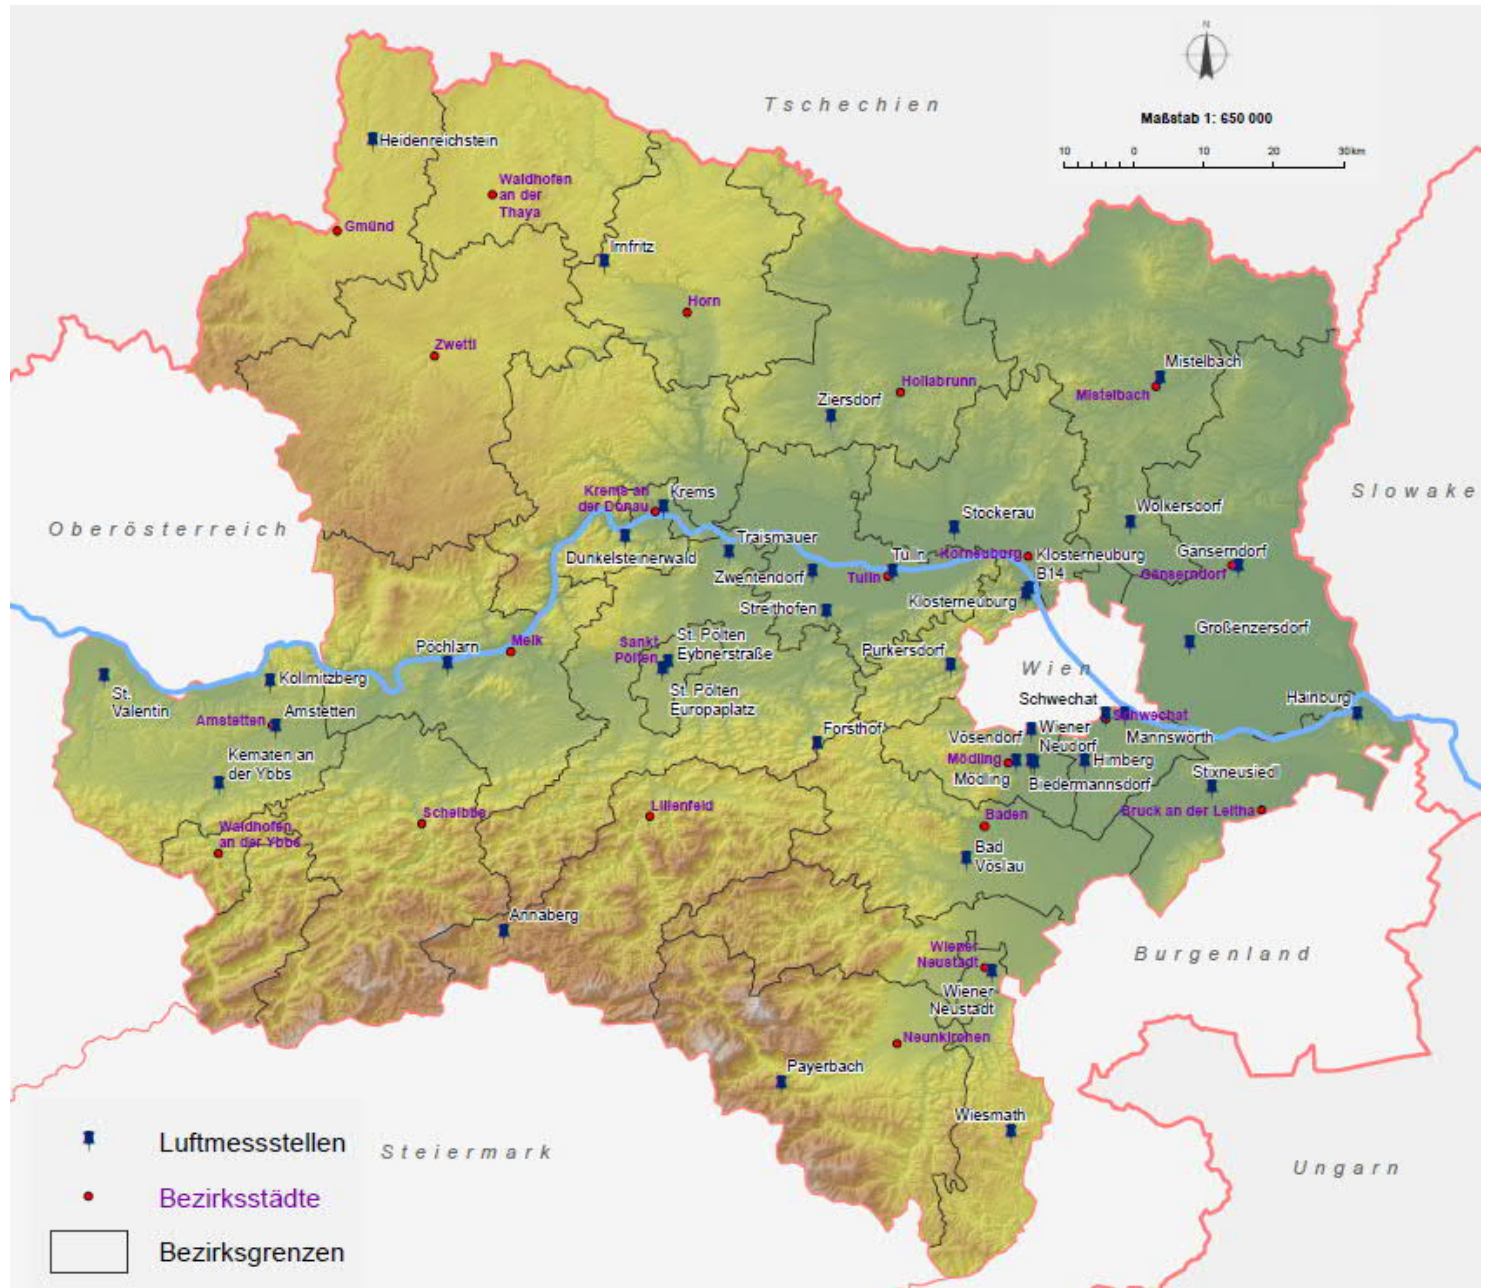 N
Tschechien
Maßstab 1: 650 000
10 0 10 20 30 km
Heidenreichstein
Waldhofen
an der
Thaya
Gmünd
Irnfritz
Horn
Zwettl
Mistelbach
Hollabrunn
Mistelbach
Ziersdorf
Krems an
der Donau
Krems
Slowake
Oberösterreich
Wolkersdorf
Stockerau
Traismauer
Dunkelsteinerwald
Tulln
Korneuburg
Klosterneuburg
B14
Gänserndorf
Gänserndorf
Zwentendorf
Tulln
Klosterneuburg
Streithofen
Großenzersdorf
Sankt
Pölten
St. Pölten
Eybnerstraße
Melk
Pöchlarn
Purkersdorf
Wien
Kollmitzberg
St.
Valentin
St. Pölten
Europaplatz
Schwechat
Hainburg
Amstetten
Amstetten
Schwechat
Forsthof
Vösendorf
Wiener
Neudorf
Mannswörth
Kematen an
der Ybbs
Mödling
Mödling
Himberg
Biedermannsdorf
Stixneusiedl
Scheibbs
Lilienfeld
Baden
Bruck an der Leitha
Waidhofen
an der Ybbs
Bad
Vöslau
Annaberg
Wiener
Neustadt
Burgenland
Wiener
Neustadt
Neunkirchen
Payerbach
Wiesmath
Steiermark
Ungarn
Luftmessstellen
Bezirksstädte
Bezirksgrenzen